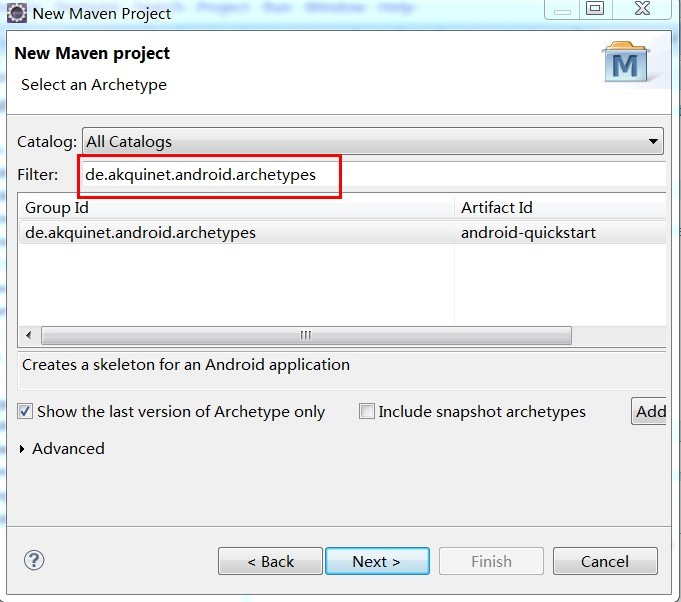 New Maven Project
New Maven project
Select an Archetype
M
Catalog: All Catalogs
Filter: de.akquinet.android.archetypes
Group Id Artifact Id
de.akquinet.android.archetypes android-quickstart
Creates a skeleton for an Android application
Show the last version of Archetype only Include snapshot archetypes Add
Advanced
? < Back Next > Finish Cancel